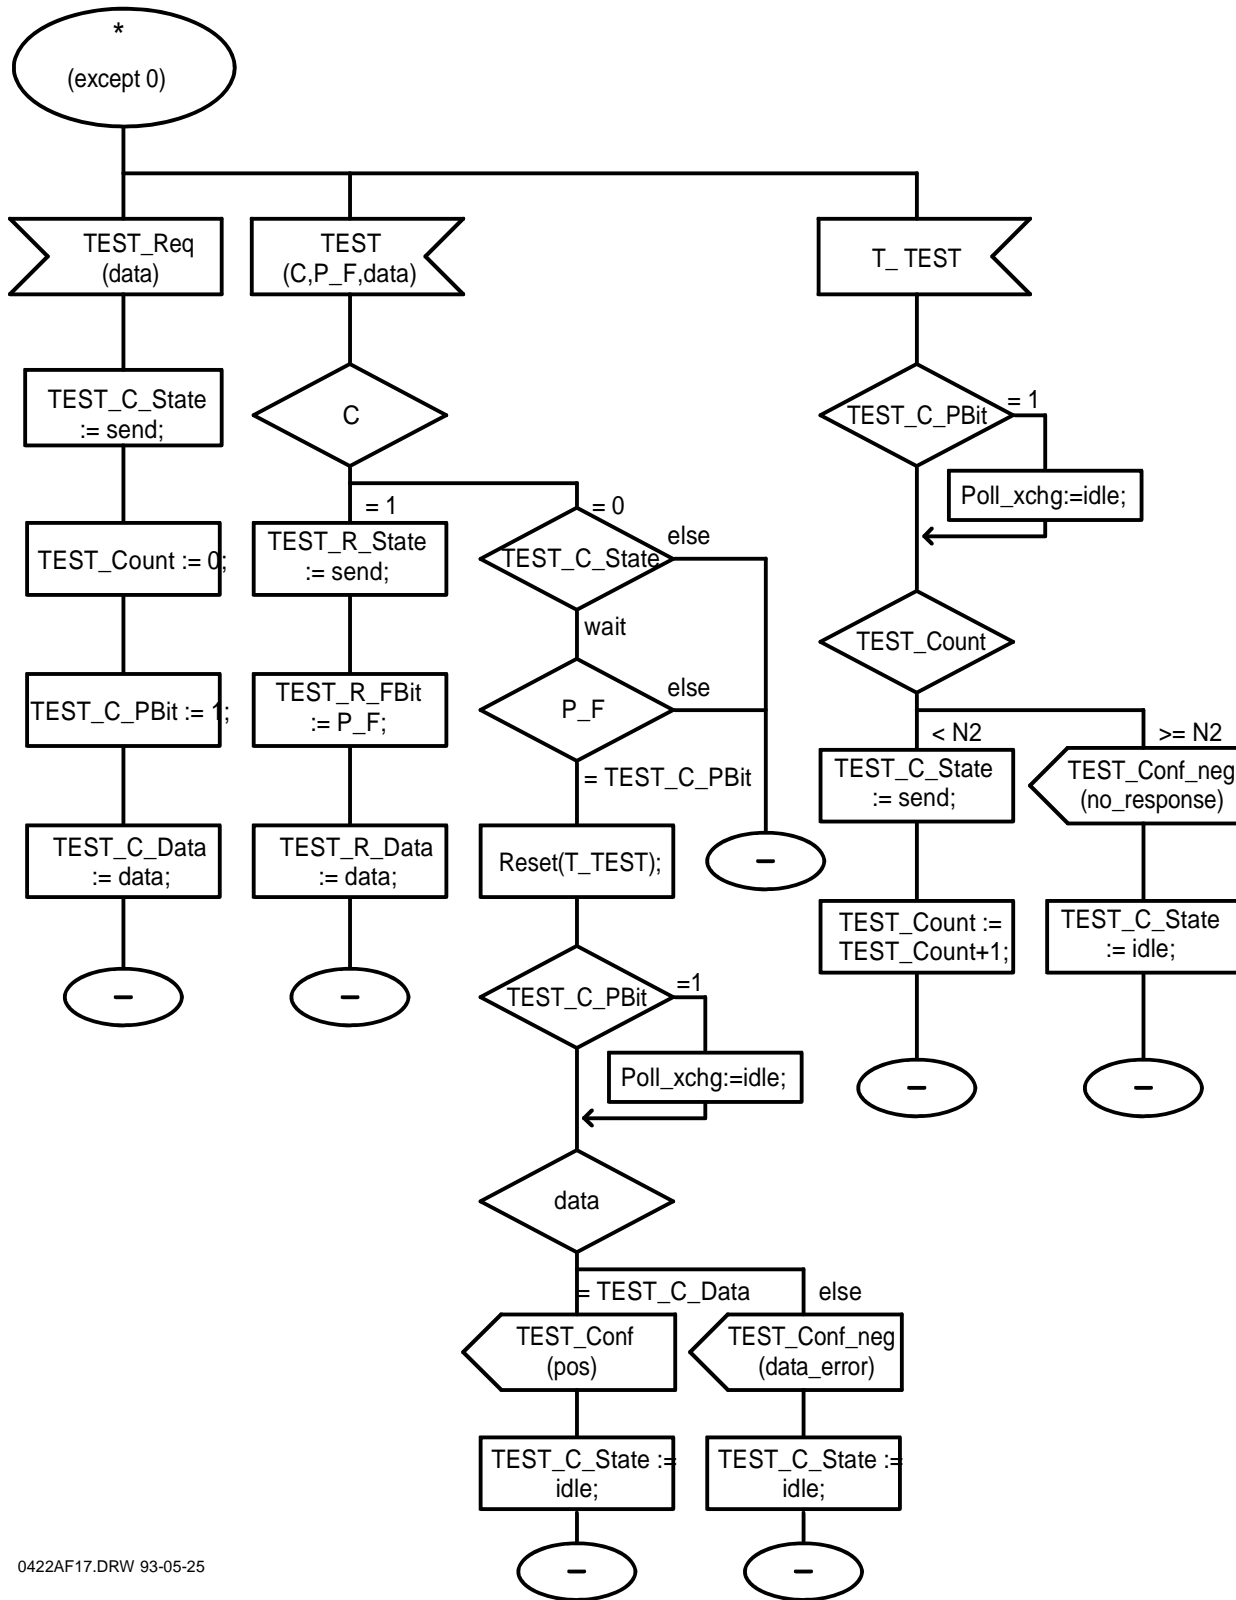 *
(except 0)
TEST_Req
(data)
TEST_C_State
:= send;
TEST_Count := 0;
TEST_C_PBit := 1;
TEST_C_Data
:= data;
–
TEST
(C,P_F,data)
C
= 1
TEST_R_State
:= send;
TEST_R_FBit
:= P_F;
TEST_R_Data
:= data;
–
= 0
TEST_C_State
else
wait
P_F
else
= TEST_C_PBit
–
Reset(T_TEST);
TEST_C_PBit
=1
Poll_xchg:=idle;
data
= TEST_C_Data
TEST_Conf
(pos)
TEST_C_State :=
idle;
–
else
TEST_Conf_neg
(data_error)
TEST_C_State :=
idle;
–
T_ TEST
TEST_C_PBit
= 1
Poll_xchg:=idle;
TEST_Count
< N2
TEST_C_State
:= send;
TEST_Count :=
TEST_Count+1;
–
>= N2
TEST_Conf_neg
(no_response)
TEST_C_State
:= idle;
–
0422AF17.DRW 93-05-25